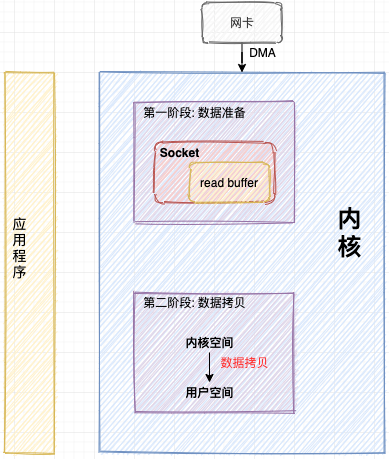 网卡
DMA
第一阶段: 数据准备
Socket
read buffer
应用程序
内核
第二阶段: 数据拷贝
内核空间
数据拷贝
用户空间